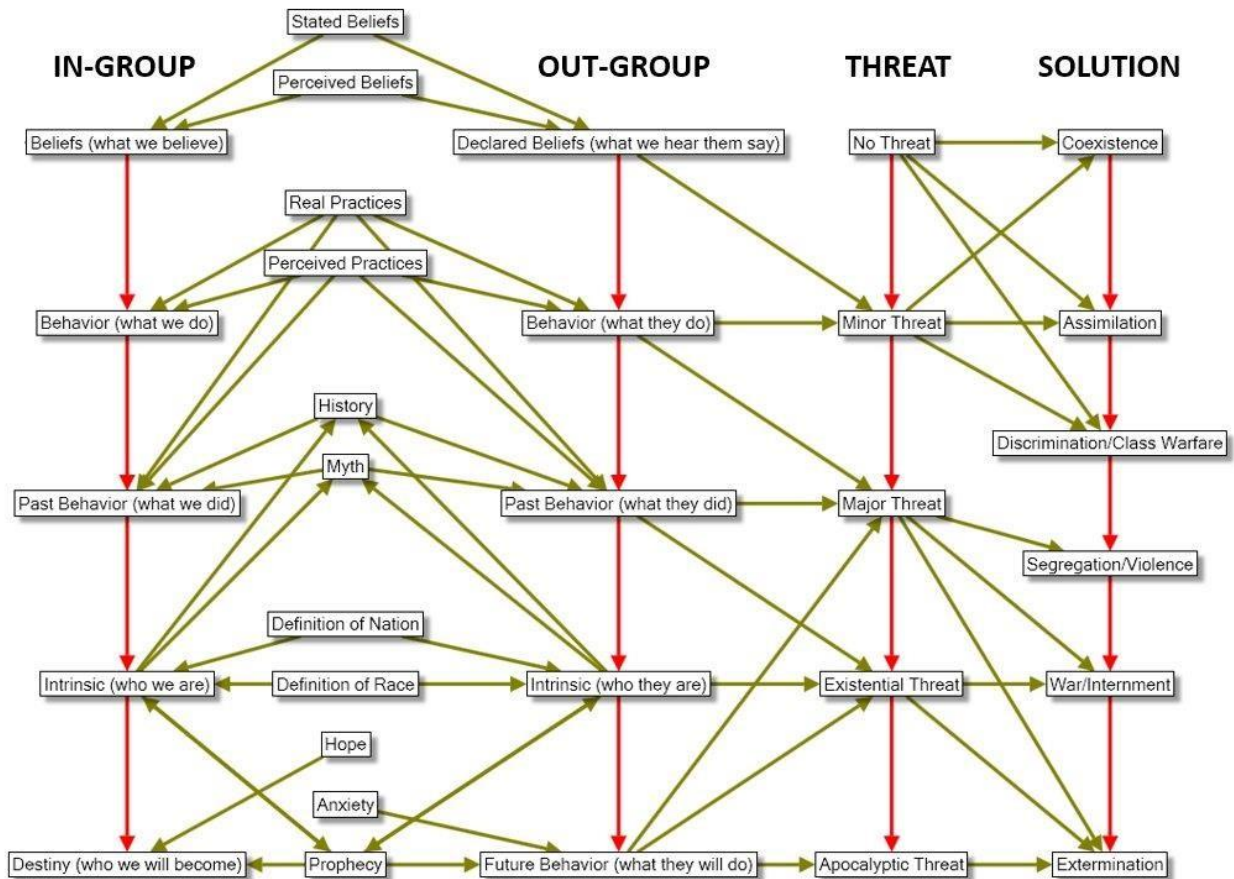 Stated Beliefs
IN-GROUP
OUT-GROUP
THREAT
SOLUTION
Perceived Beliefs
Beliefs (what we believe)
Declared Beliefs (what we hear them say)
No Threat
Coexistence
Real Practices
Perceived Practices
Behavior (what we do)
Behavior (what they do)
Minor Threat
Assimilation
History
Discrimination/Class Warfare
Myth
Past Behavior (what we did)
Past Behavior (what they did)
Major Threat
Segregation/Violence
Definition of Nation
Intrinsic (who we are)
Definition of Race
Intrinsic (who they are)
Existential Threat
War/Internment
Hope
Anxiety
Destiny (who we will become)
Prophecy
Future Behavior (what they will do)
Apocalyptic Threat
Extermination